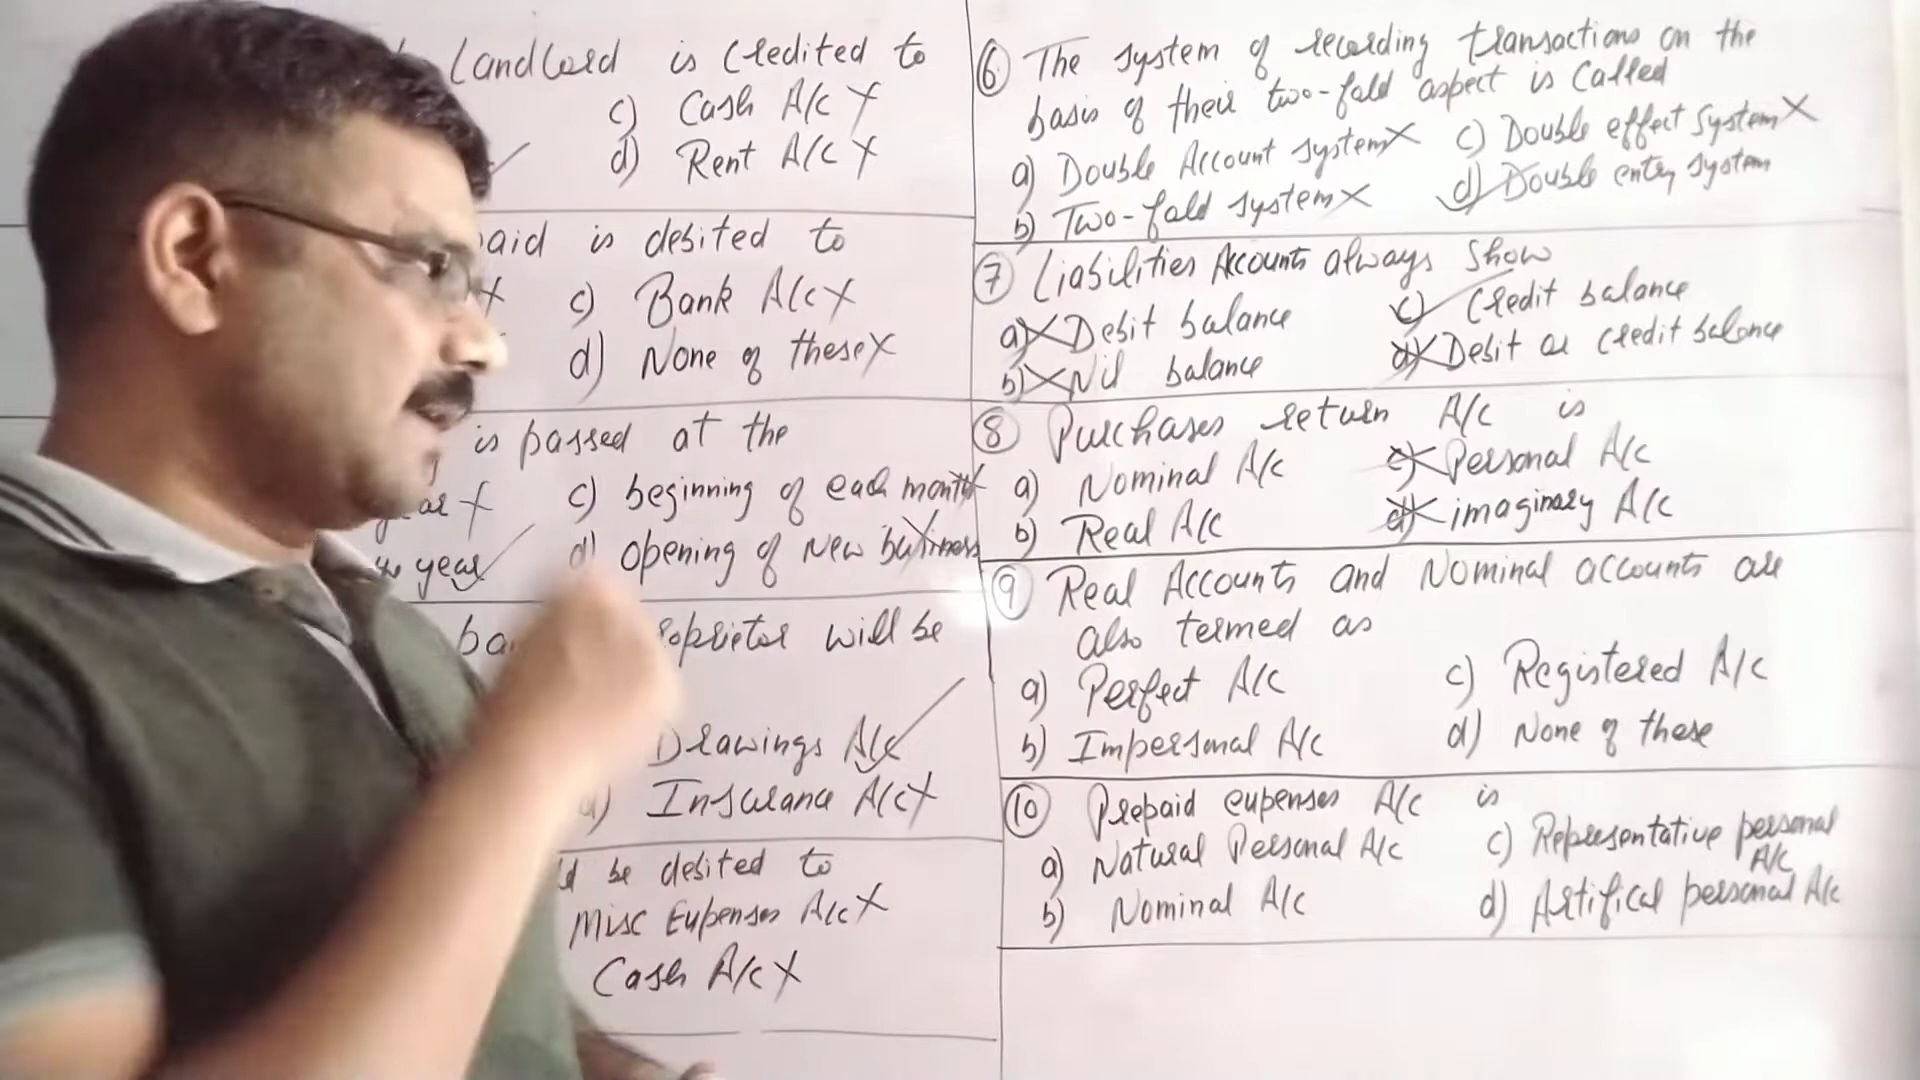 Landlord is credited to
c) Cash A/c
d) Rent A/c
paid is debited to
c) Bank A/c
d) None of these
is passed at the
c) beginning of each month
year
d) opening of New business
proprietor will be
Drawings A/c
d) Insurance A/c
be debited to
Misc Expenses A/c
Cash A/c
⑥ The system of recording transactions on the
basis of their two-fold aspect is called
a) Double Account system c) Double effect system
b) Two-fold system d) Double entry system
⑦ Liabilities Accounts always show
a) Debit balance c) Credit balance
b) Nil balance d) Debit or credit balance
⑧ Purchases return A/c is
a) Nominal A/c c) Personal A/c
b) Real A/c d) imaginary A/c
⑨ Real Accounts and Nominal accounts are
also termed as
a) Perfect A/c c) Registered A/c
b) Impersonal A/c d) None of these
⑩ Prepaid expenses A/c is
a) Natural Personal A/c c) Representative personal A/c
b) Nominal A/c d) Artifical personal A/c